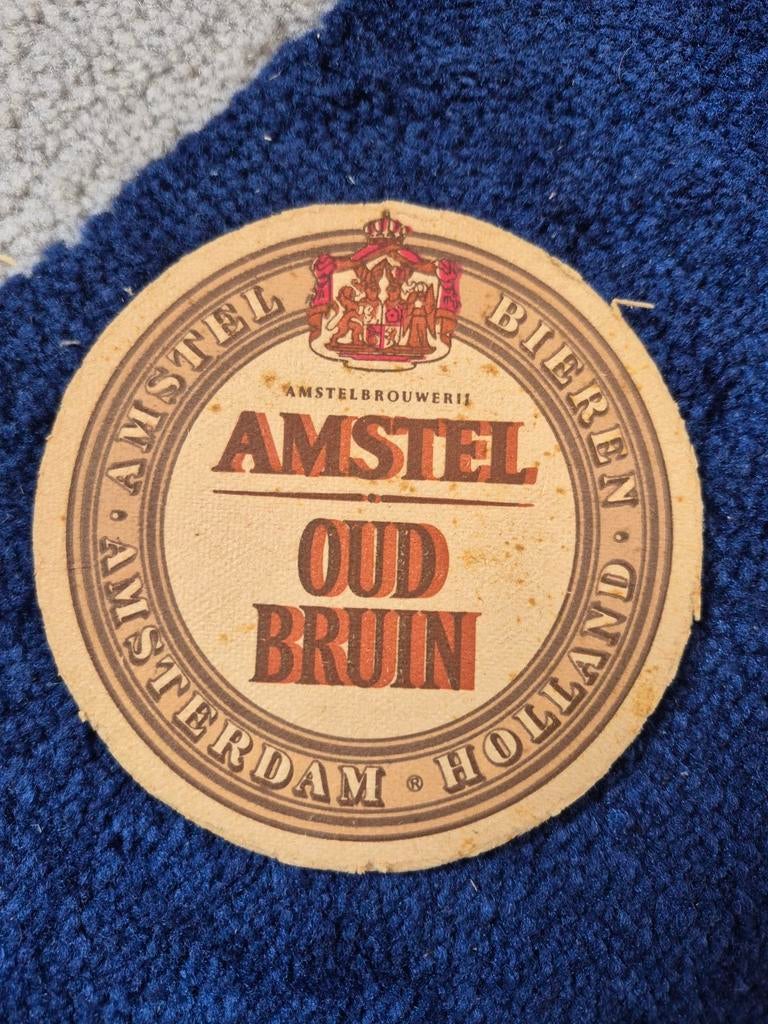 AMSTEL BIEREN
AMSTELBROUWERIJ
AMSTEL
OUD
BRUIN
· AMSTERDAM ® HOLLAND ·